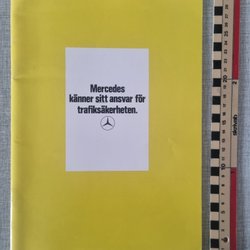 Mercedes
känner sitt ansvar för
trafiksäkerheten.